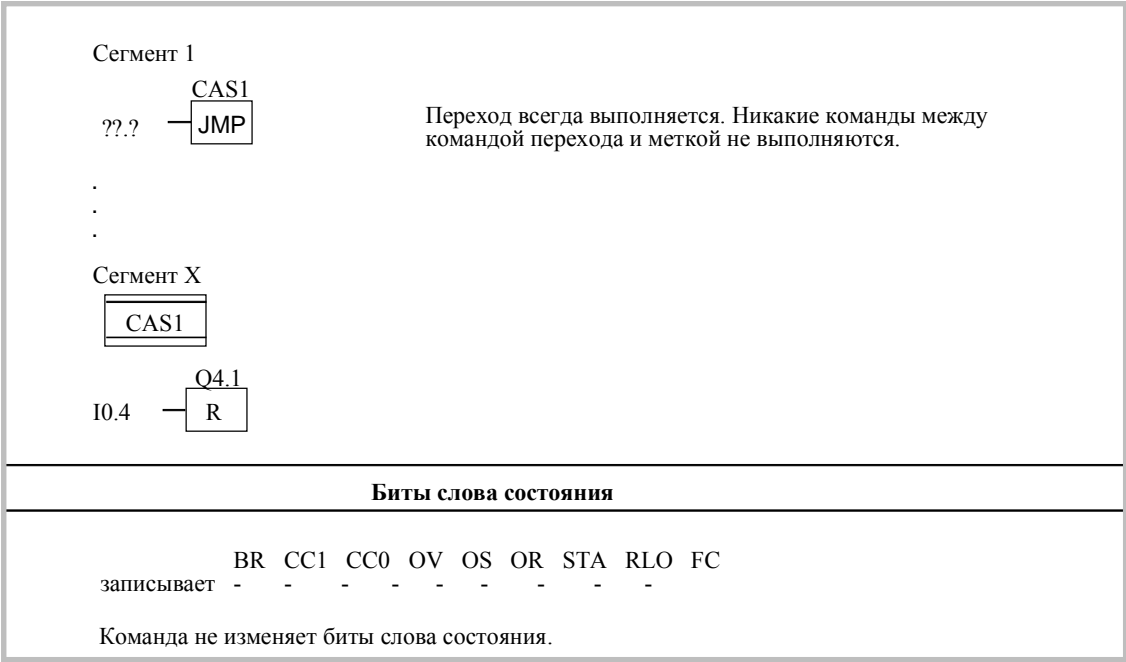 Сегмент 1
CAS1
??.? JMP
Переход всегда выполняется. Никакие команды между
командой перехода и меткой не выполняются.
.
.
.
Сегмент X
CAS1
Q4.1
I0.4 R
Биты слова состояния
BR CC1 CC0 OV OS OR STA RLO FC
записывает - - - - - - - - -
Команда не изменяет биты слова состояния.